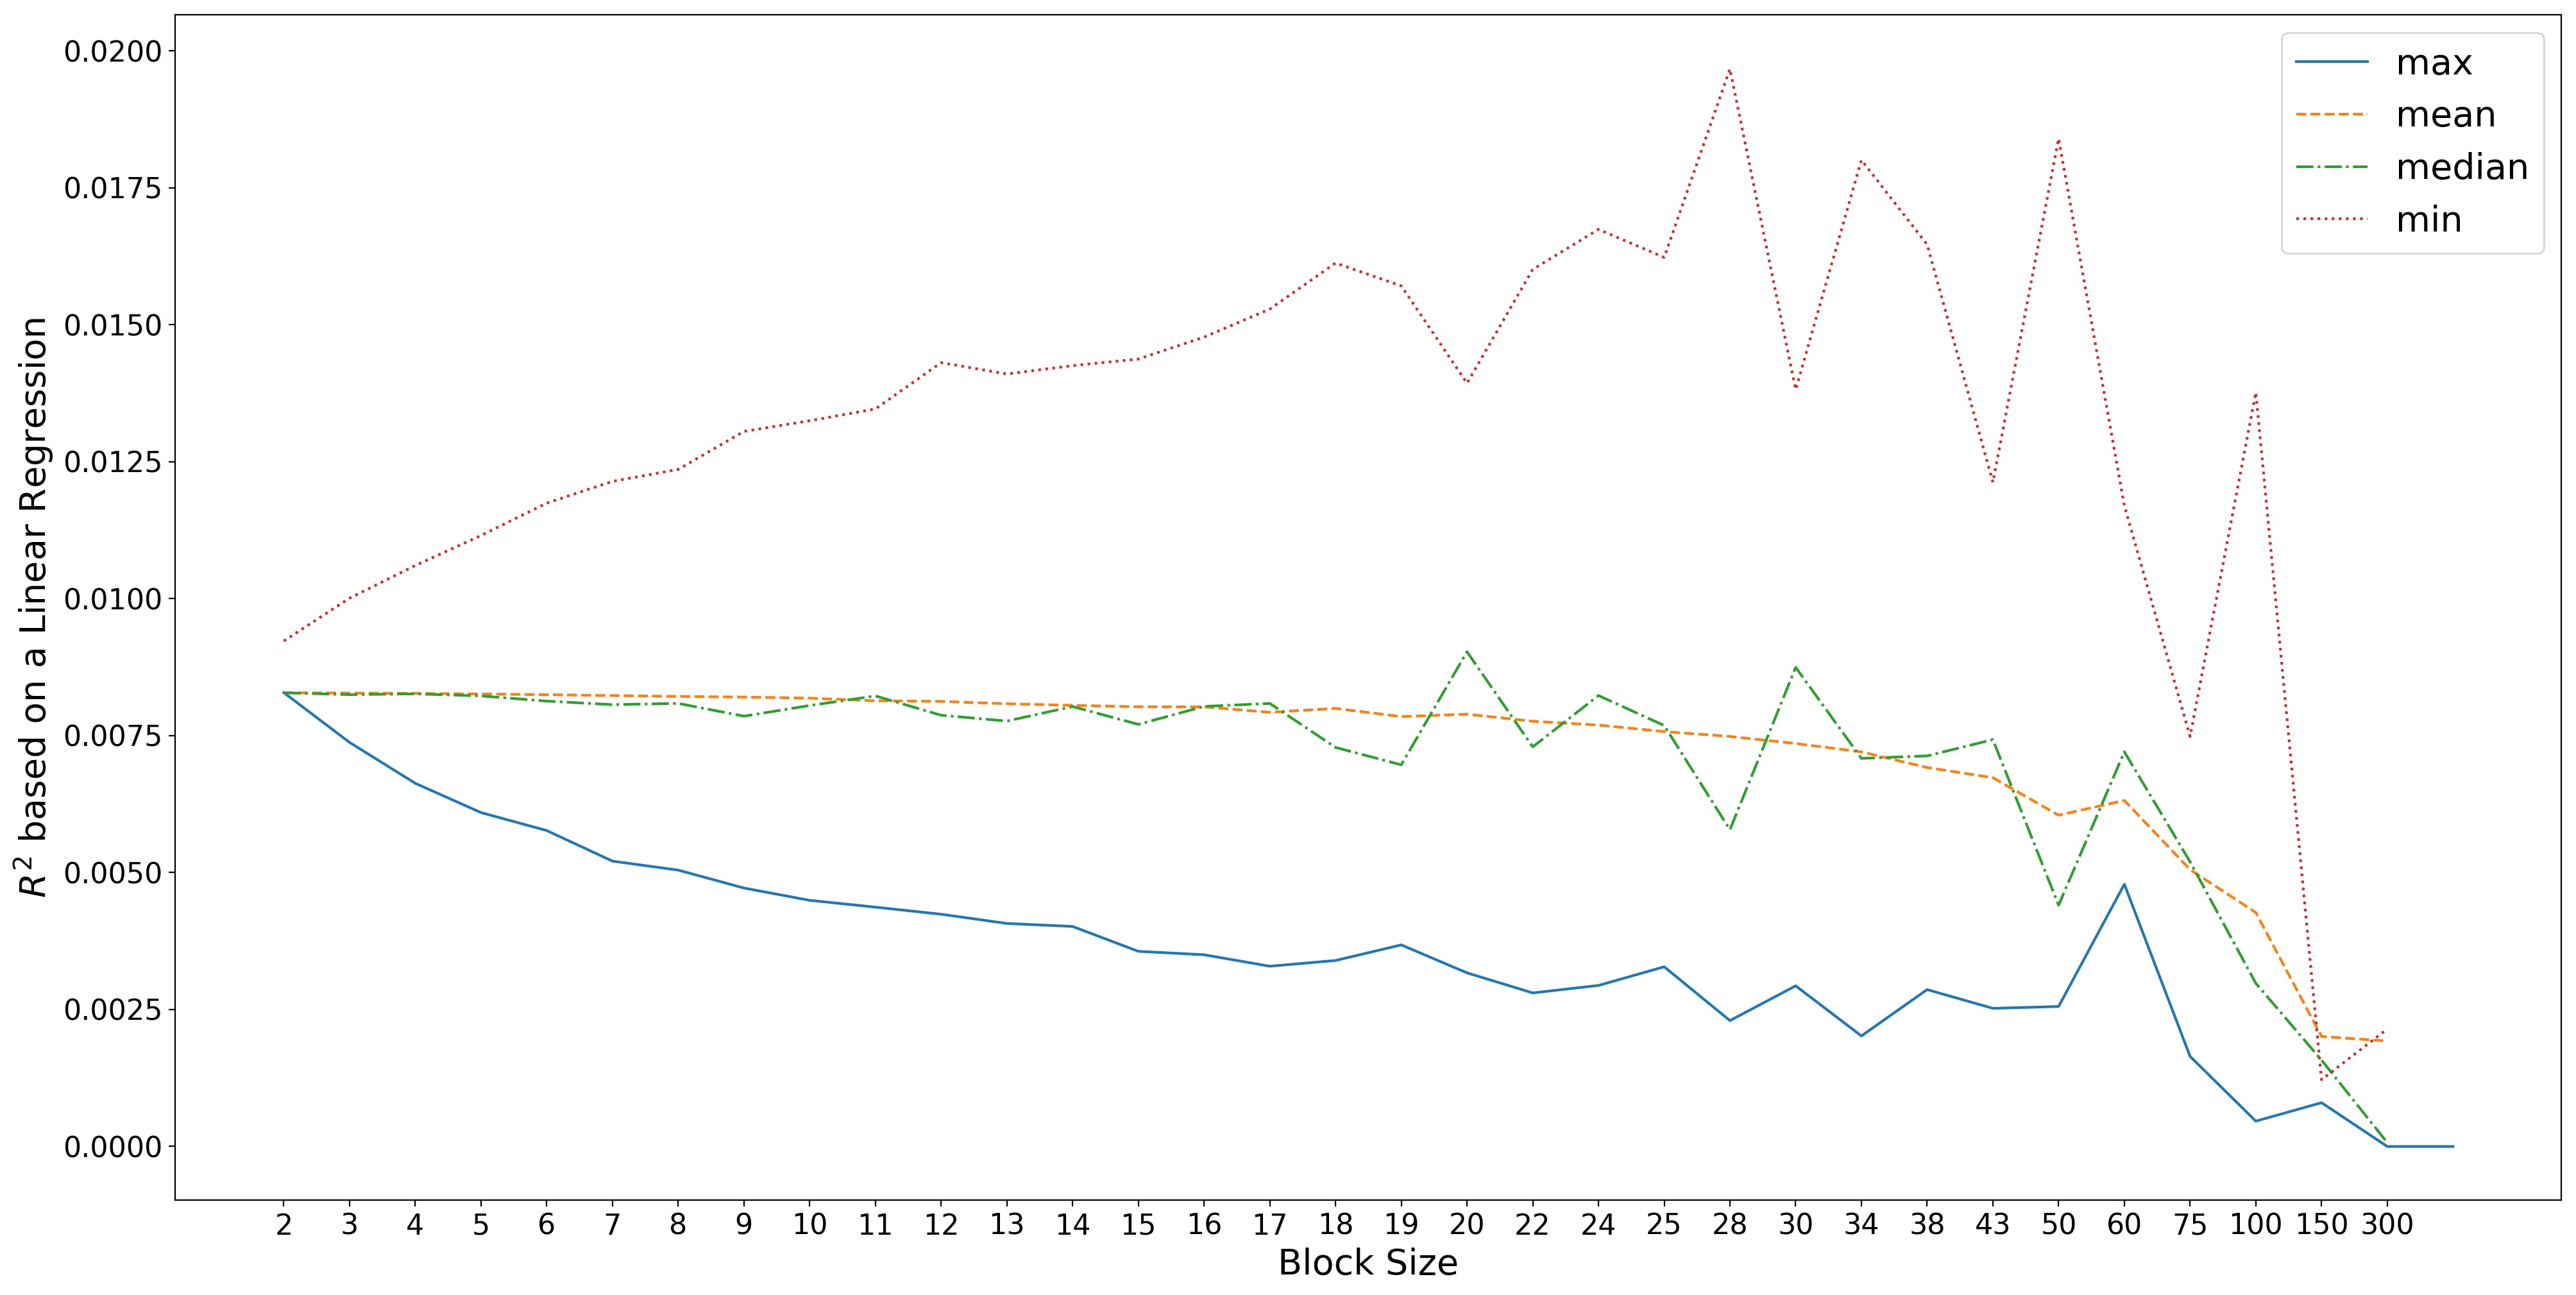 0.0200
0.0175
0.0150
0.0125
0.0100
0.0075
0.0050
0.0025
0.0000
R² based on a Linear Regression
max
mean
median
min
2 3 4 5 6 7 8 9 10 11 12 13 14 15 16 17 18 19 20 22 24 25 28 30 34 38 43 50 60 75 100 150 300
Block Size